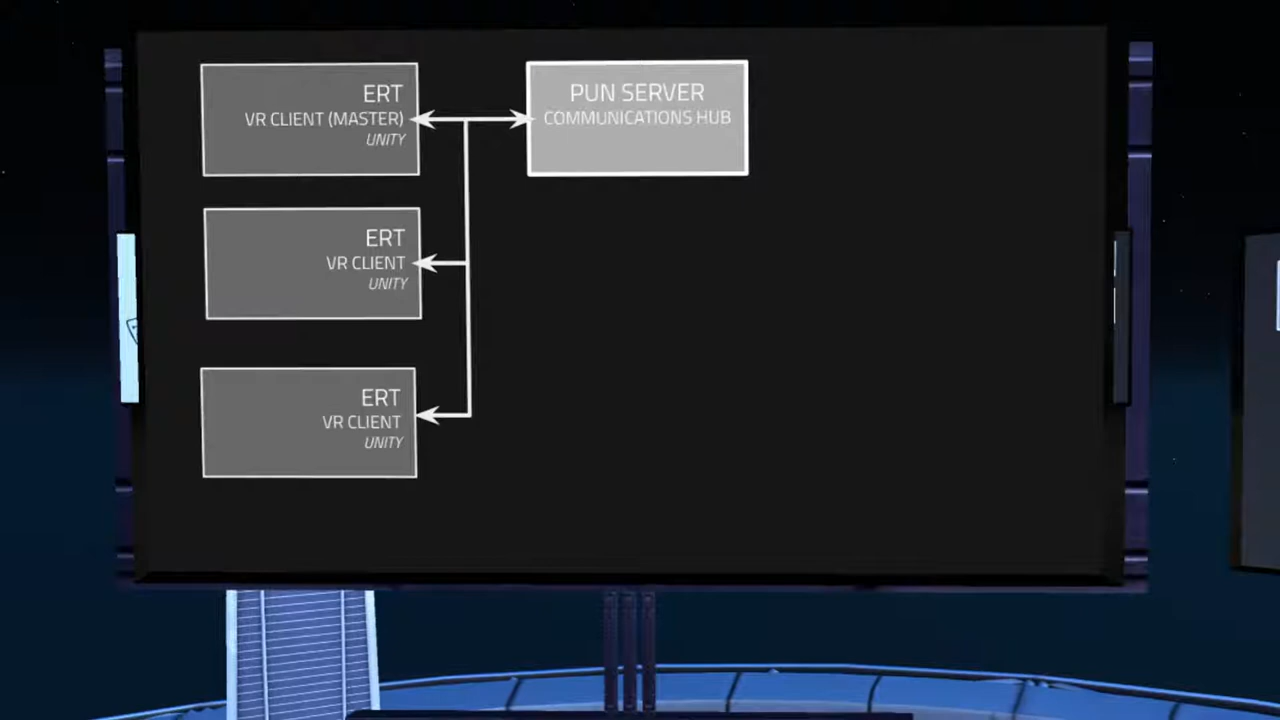 ERT
VR CLIENT (MASTER)
UNITY
PUN SERVER
COMMUNICATIONS HUB
ERT
VR CLIENT
UNITY
ERT
VR CLIENT
UNITY